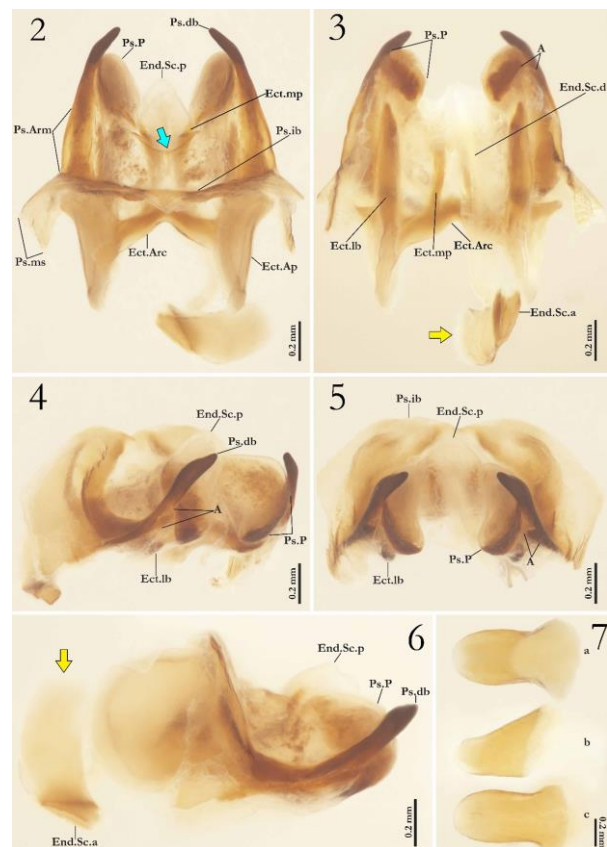 2
Ps.db
Ps.P
End.Sc.p
Ect.mp
Ps.Arm
Ps.ib
Ps.ms
Ect.Arc
Ect.Ap
0.2 mm
3
Ps.P
A
End.Sc.d
Ect.lb
Ect.mp
Ect.Arc
End.Sc.a
0.2 mm
4
End.Sc.p
Ps.db
A
Ps.P
Ect.lb
0.2 mm
5
Ps.ib
End.Sc.p
Ect.lb
Ps.P
A
0.2 mm
6
End.Sc.p
Ps.P
Ps.db
End.Sc.a
0.2 mm
7
a
b
c
0.2 mm